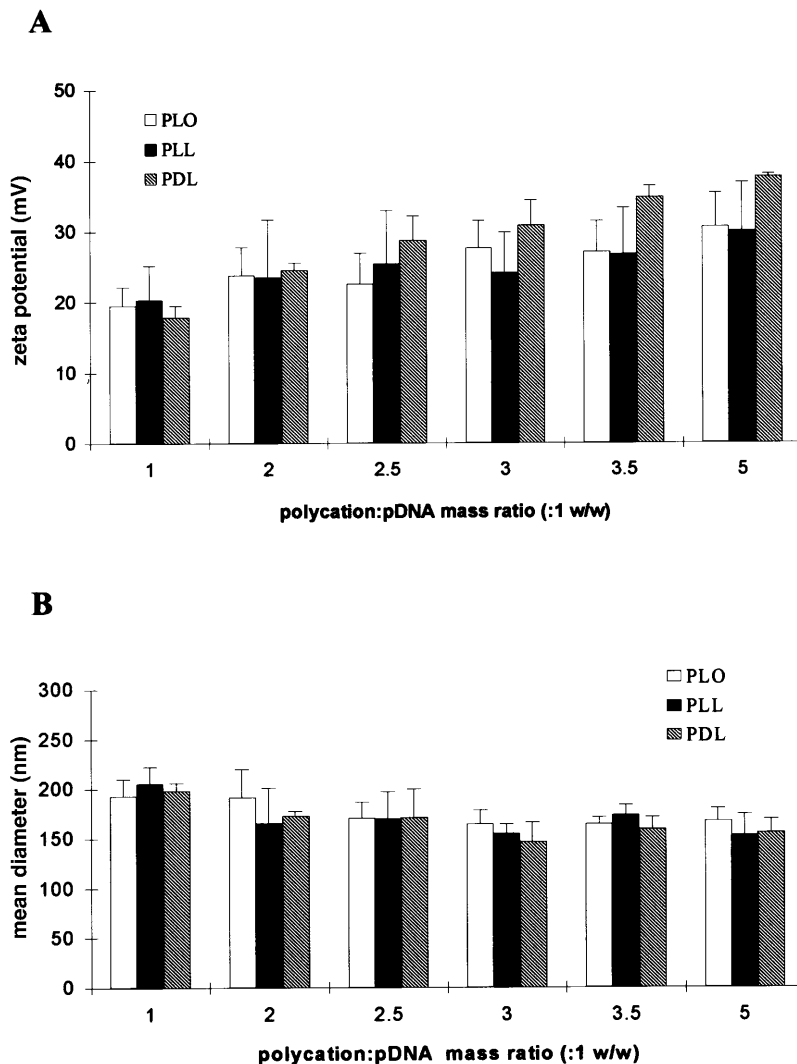 A
50
40
30
20
10
0
zeta potential (mV)
PLO
PLL
PDL
1 2 2.5 3 3.5 5
polycation:pDNA mass ratio (:1 w/w)
B
300
250
200
150
100
50
0
mean diameter (nm)
PLO
PLL
PDL
1 2 2.5 3 3.5 5
polycation:pDNA mass ratio (:1 w/w)